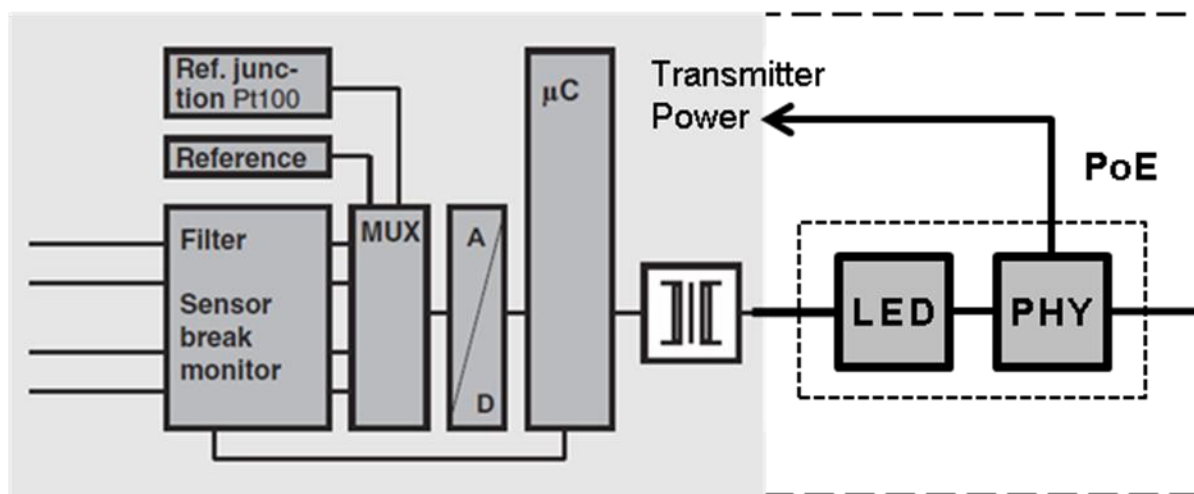 Ref. junc-
tion Pt100
Reference
Filter
Sensor
break
monitor
MUX
A
D
µC
Transmitter
Power
PoE
LED
PHY